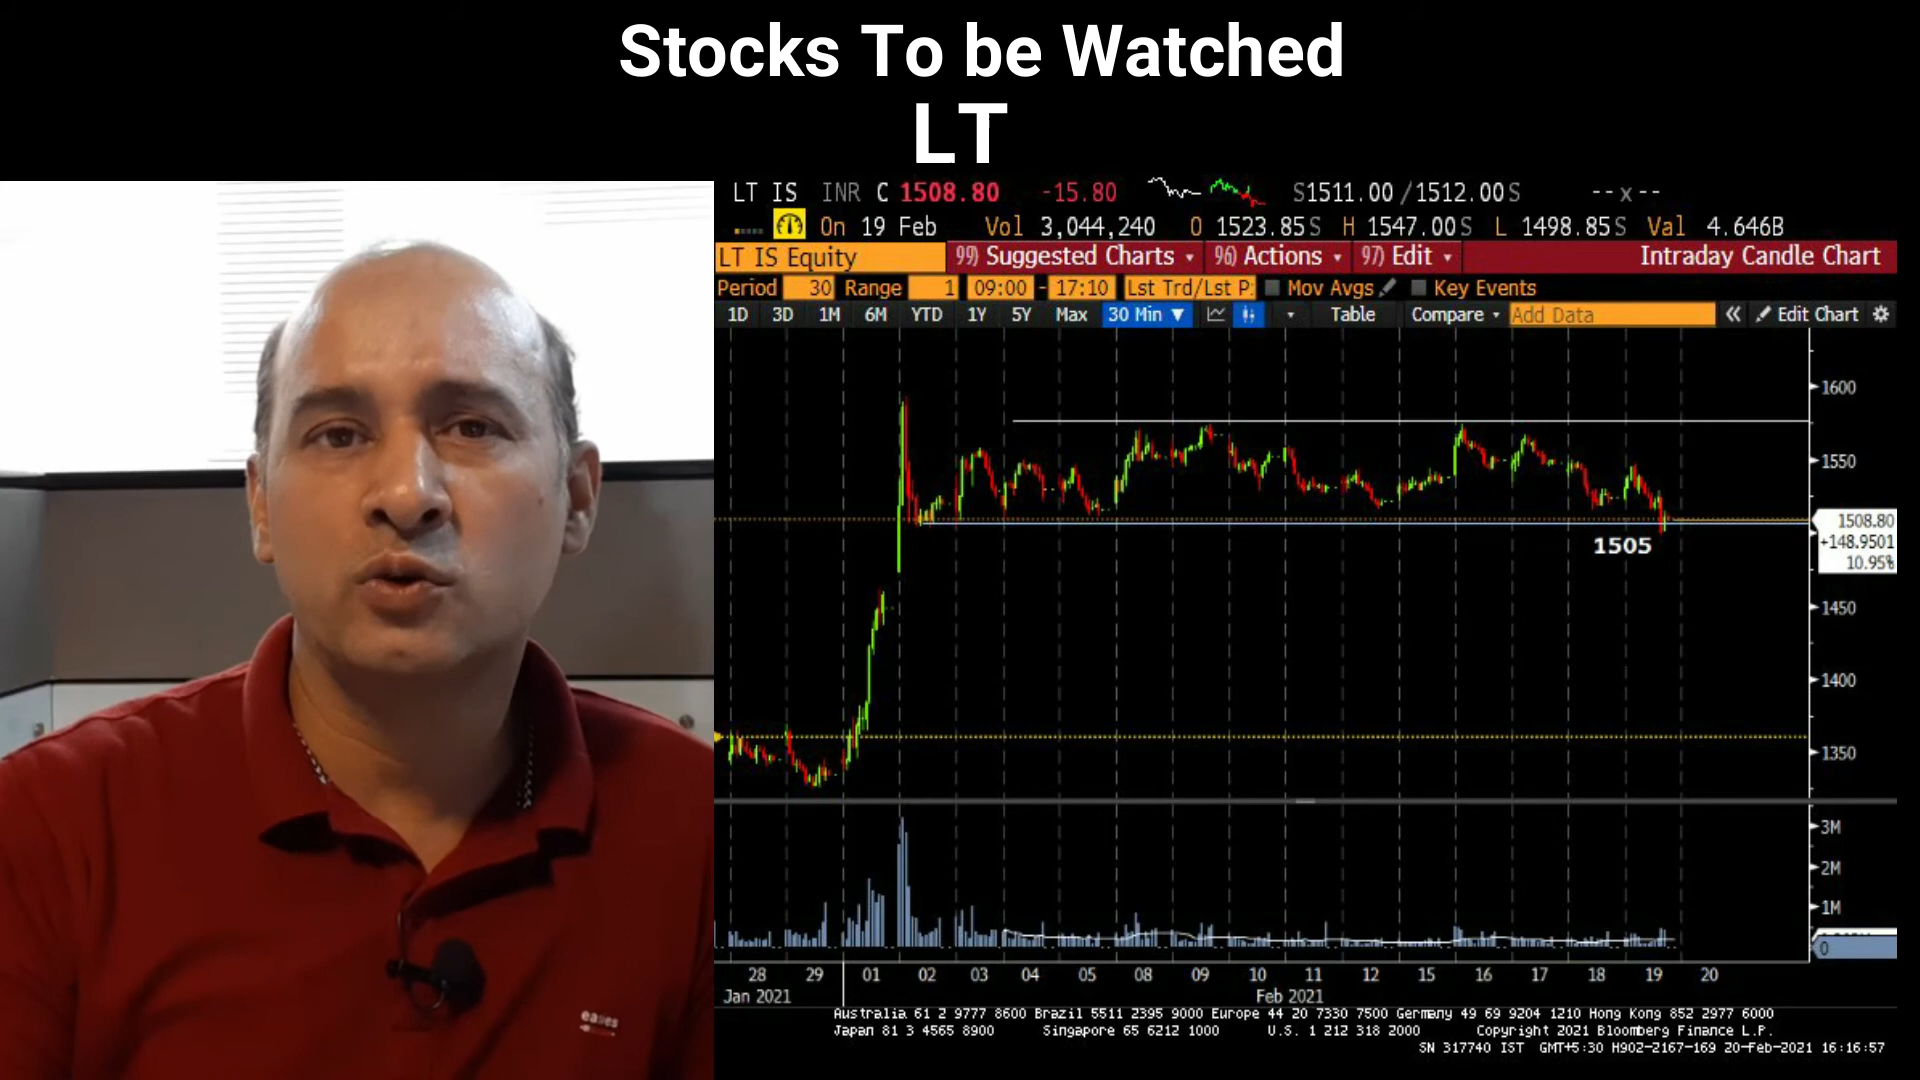 Stocks To be Watched
LT
LT IS INR C 1508.80 -15.80 S1511.00 /1512.00S --x--
On 19 Feb Vol 3,044,240 O 1523.85S H 1547.00S L 1498.85S Val 4.646B
LT IS Equity 99) Suggested Charts 96) Actions 97) Edit Intraday Candle Chart
Period 30 Range 1 09:00 - 17:10 Lst Trd/Lst P: Mov Avgs Key Events
1D 3D 1M 6M YTD 1Y 5Y Max 30 Min ▼ Table Compare Add Data « Edit Chart
1600
1550
1508.80
+148.9501
10.95%
1505
1450
1400
1350
3M
2M
1M
0
28 29 01 02 03 04 05 08 09 10 11 12 15 16 17 18 19 20
Jan 2021 Feb 2021
Australia 61 2 9777 8600 Brazil 5511 2395 9000 Europe 44 20 7330 7500 Germany 49 69 9204 1210 Hong Kong 852 2977 6000
Japan 81 3 4565 8900 Singapore 65 6212 1000 U.S. 1 212 318 2000 Copyright 2021 Bloomberg Finance L.P.
SN 317740 IST GMT+5:30 H902-2167-169 20-Feb-2021 16:16:57